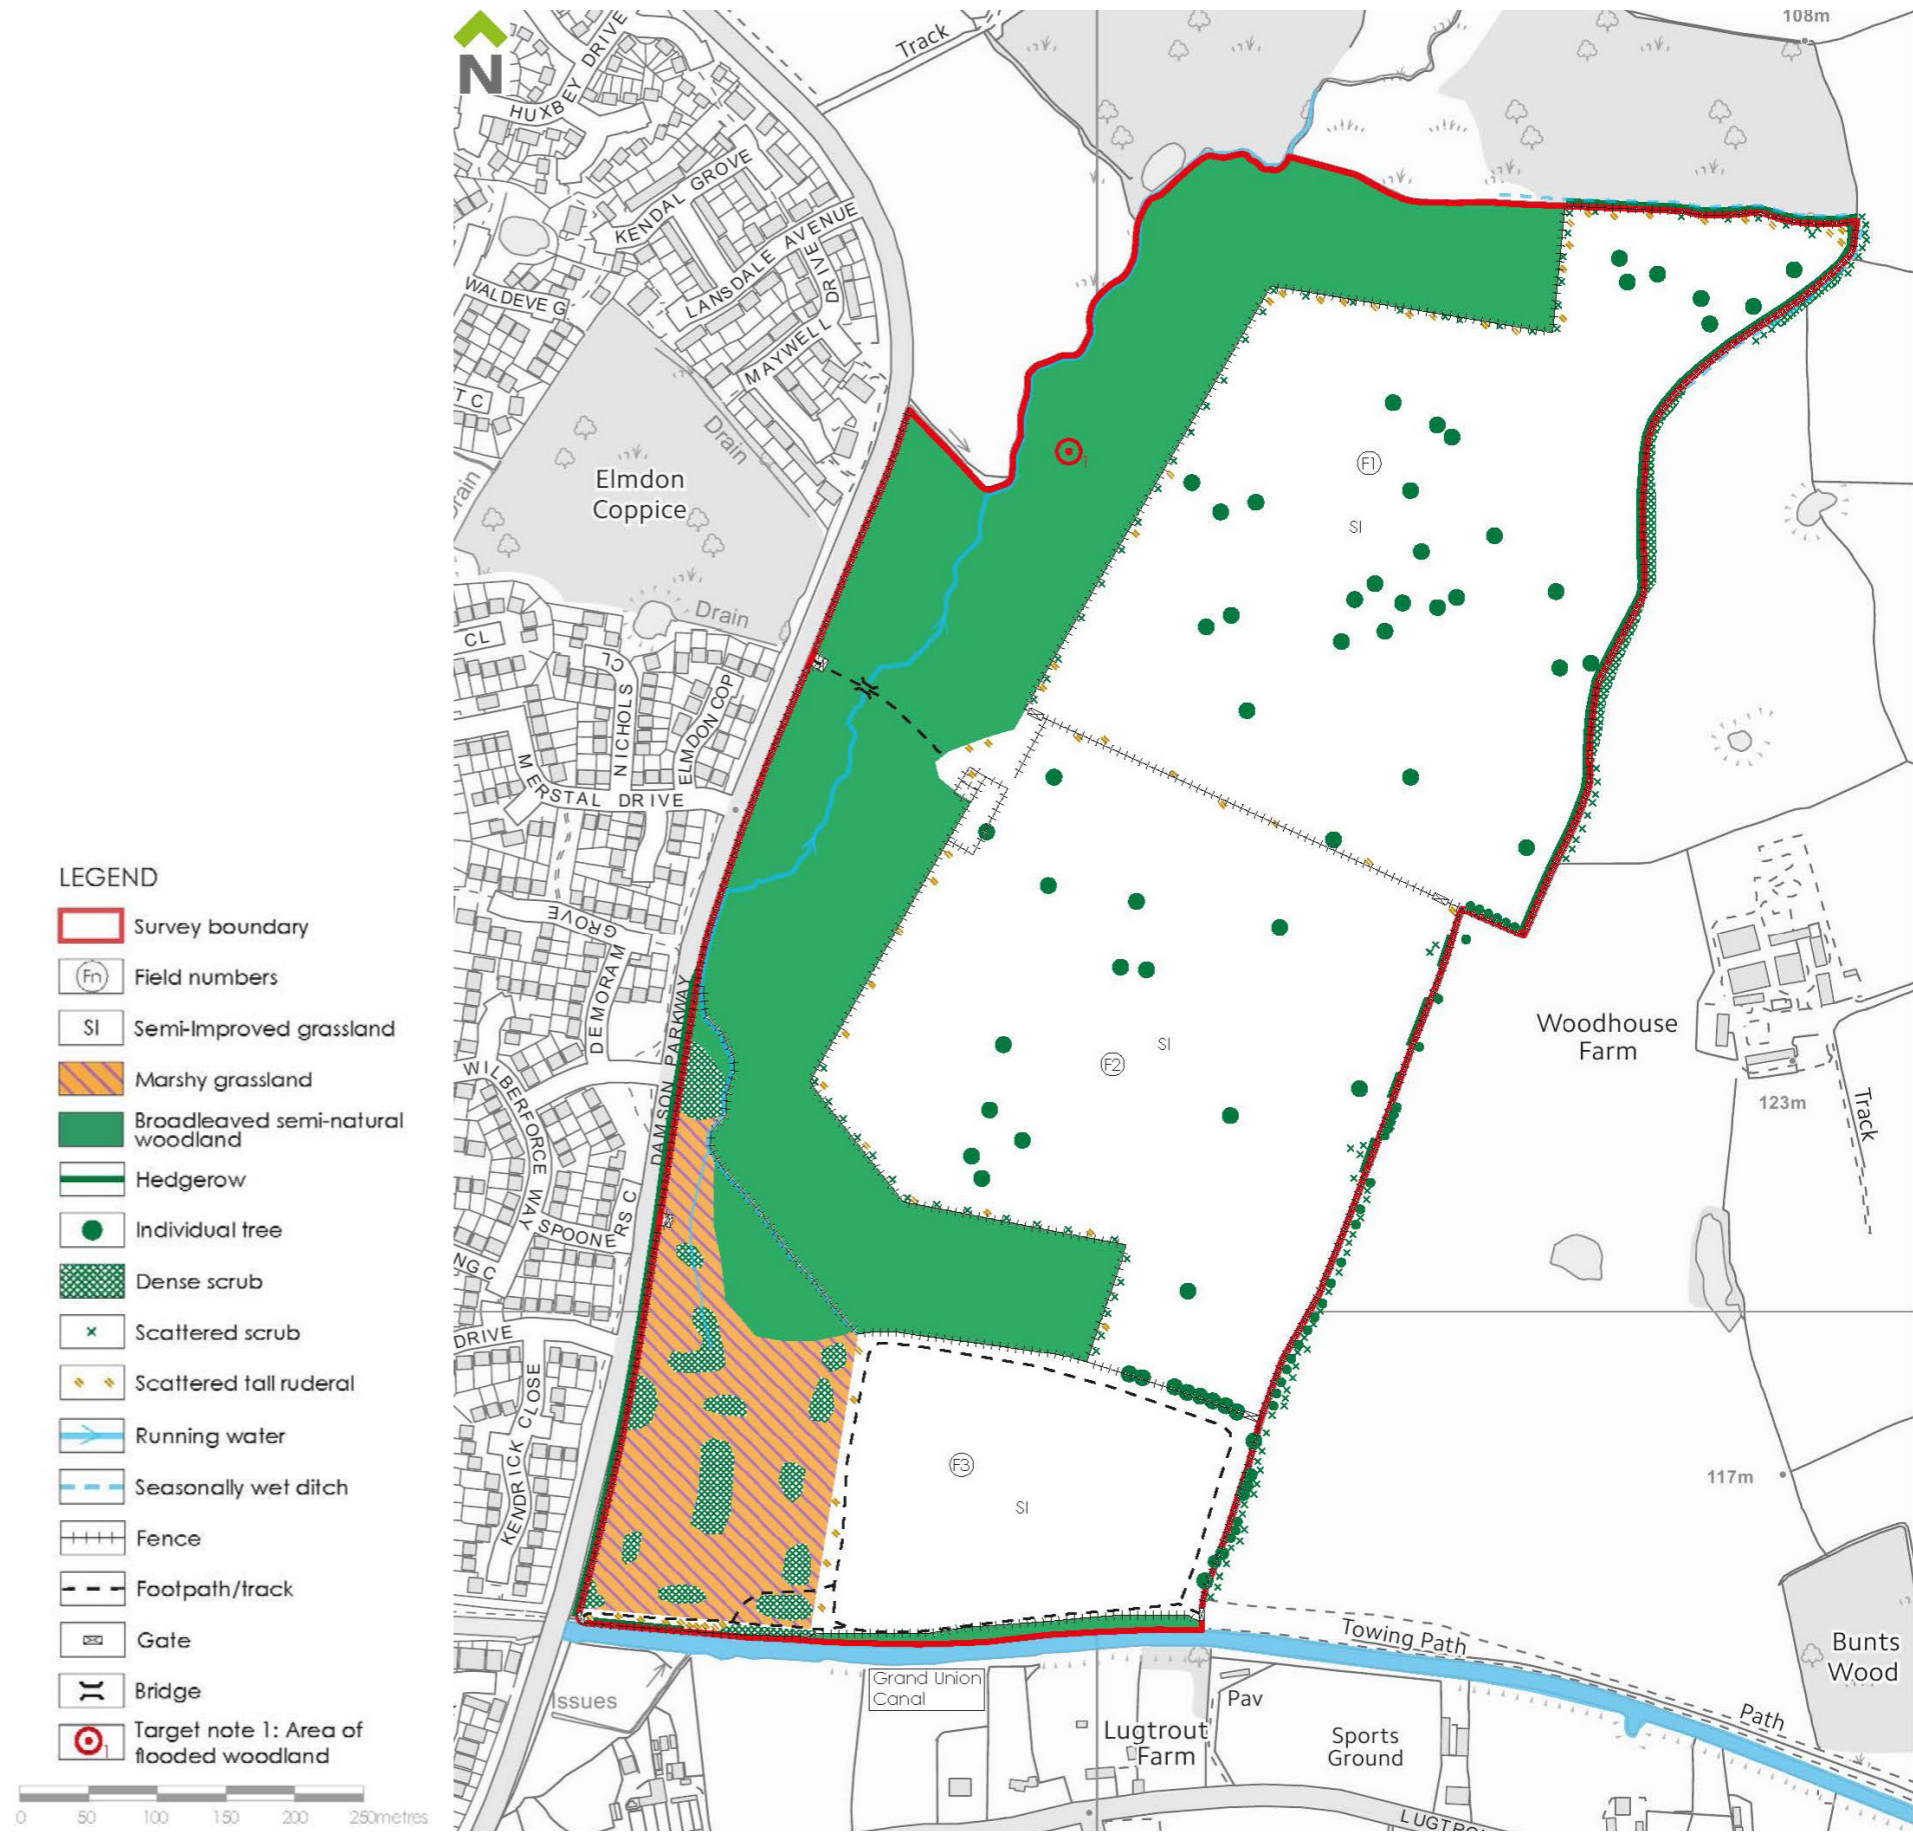 N
Track
108m
HUXBEY DRIVE
KENDAL GROVE
LANSDALE AVENUE
WALDEVE G
MAYWELL DRIVE
T C
Drain
Drain
Elmdon
Coppice
Drain
CL
NICHOLS CL
ELMDON COP
MERSTAL DRIVE
DEMORAM GROVE
DAMSON PARKWAY
WILBERFORCE WAY
SPOONERS C
NG C
DRIVE
KENDRICK CLOSE
1
F1
SI
F2
SI
F3
SI
Woodhouse
Farm
123m
Track
117m
Towing Path
Path
Bunts
Wood
Grand Union
Canal
Issues
Lugtrout
Farm
Pav
Sports
Ground
LUGTRO
LEGEND
Survey boundary
Fn Field numbers
SI Semi-Improved grassland
Marshy grassland
Broadleaved semi-natural
woodland
Hedgerow
Individual tree
Dense scrub
Scattered scrub
Scattered tall ruderal
Running water
Seasonally wet ditch
Fence
Footpath/track
Gate
Bridge
1 Target note 1: Area of
flooded woodland
0 50 100 150 200 250metres